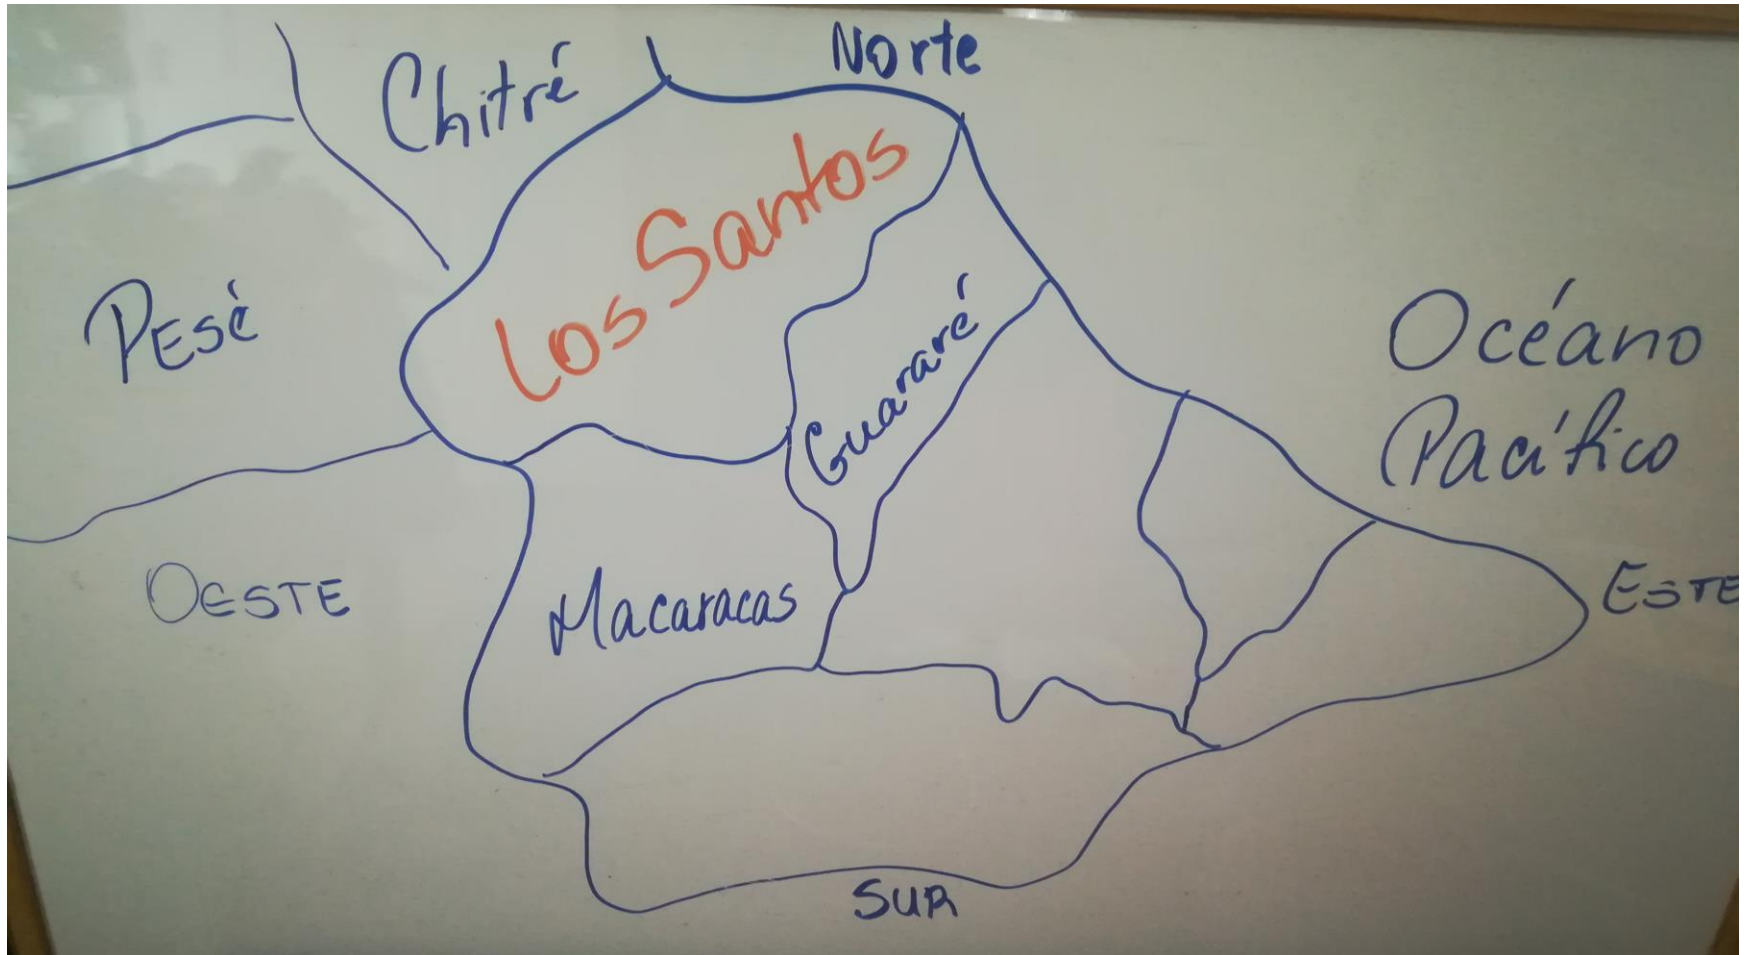 Norte
Chitré
Los Santos
Pesé
Guararé
Océano
Pacífico
OESTE
Macaracas
ESTE
SUR